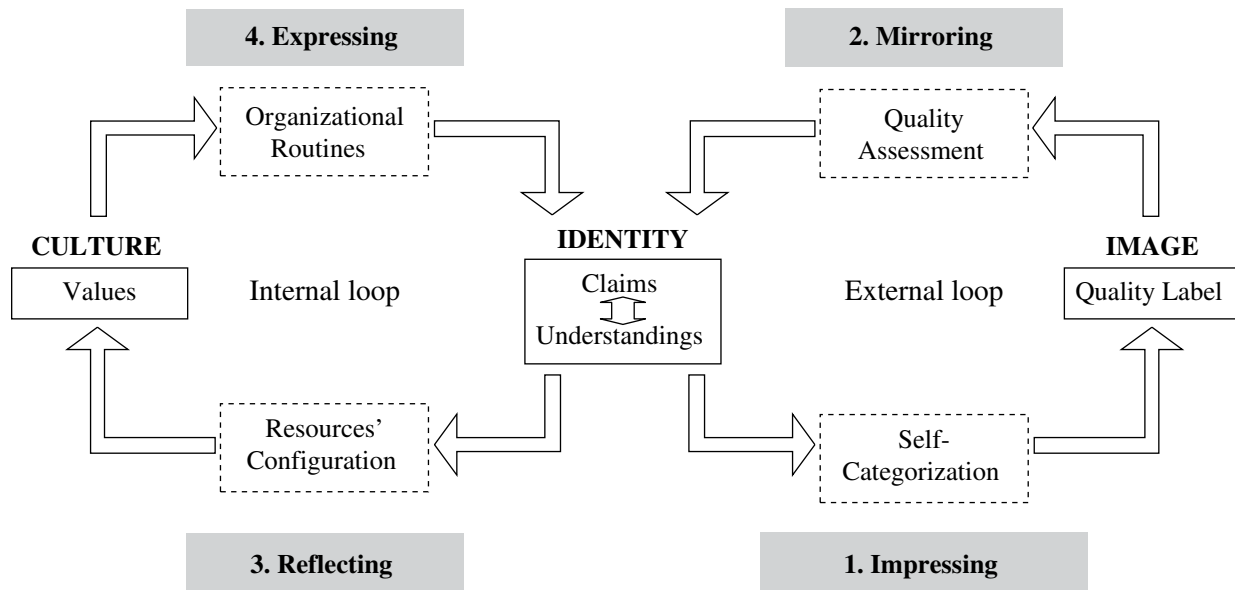 4. Expressing
2. Mirroring
Organizational
Routines
Quality
Assessment
CULTURE
Values
Internal loop
IDENTITY
Claims
Understandings
External loop
IMAGE
Quality Label
Resources’
Configuration
Self-
Categorization
3. Reflecting
1. Impressing